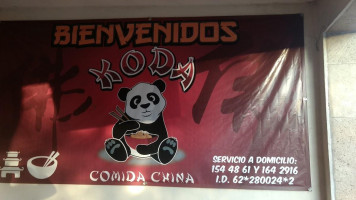 BIENVENIDOS
KODA
COMIDA CHINA
SERVICIO A DOMICILIO:
154 48 61 Y 164 2916
I.D. 62*280024*2